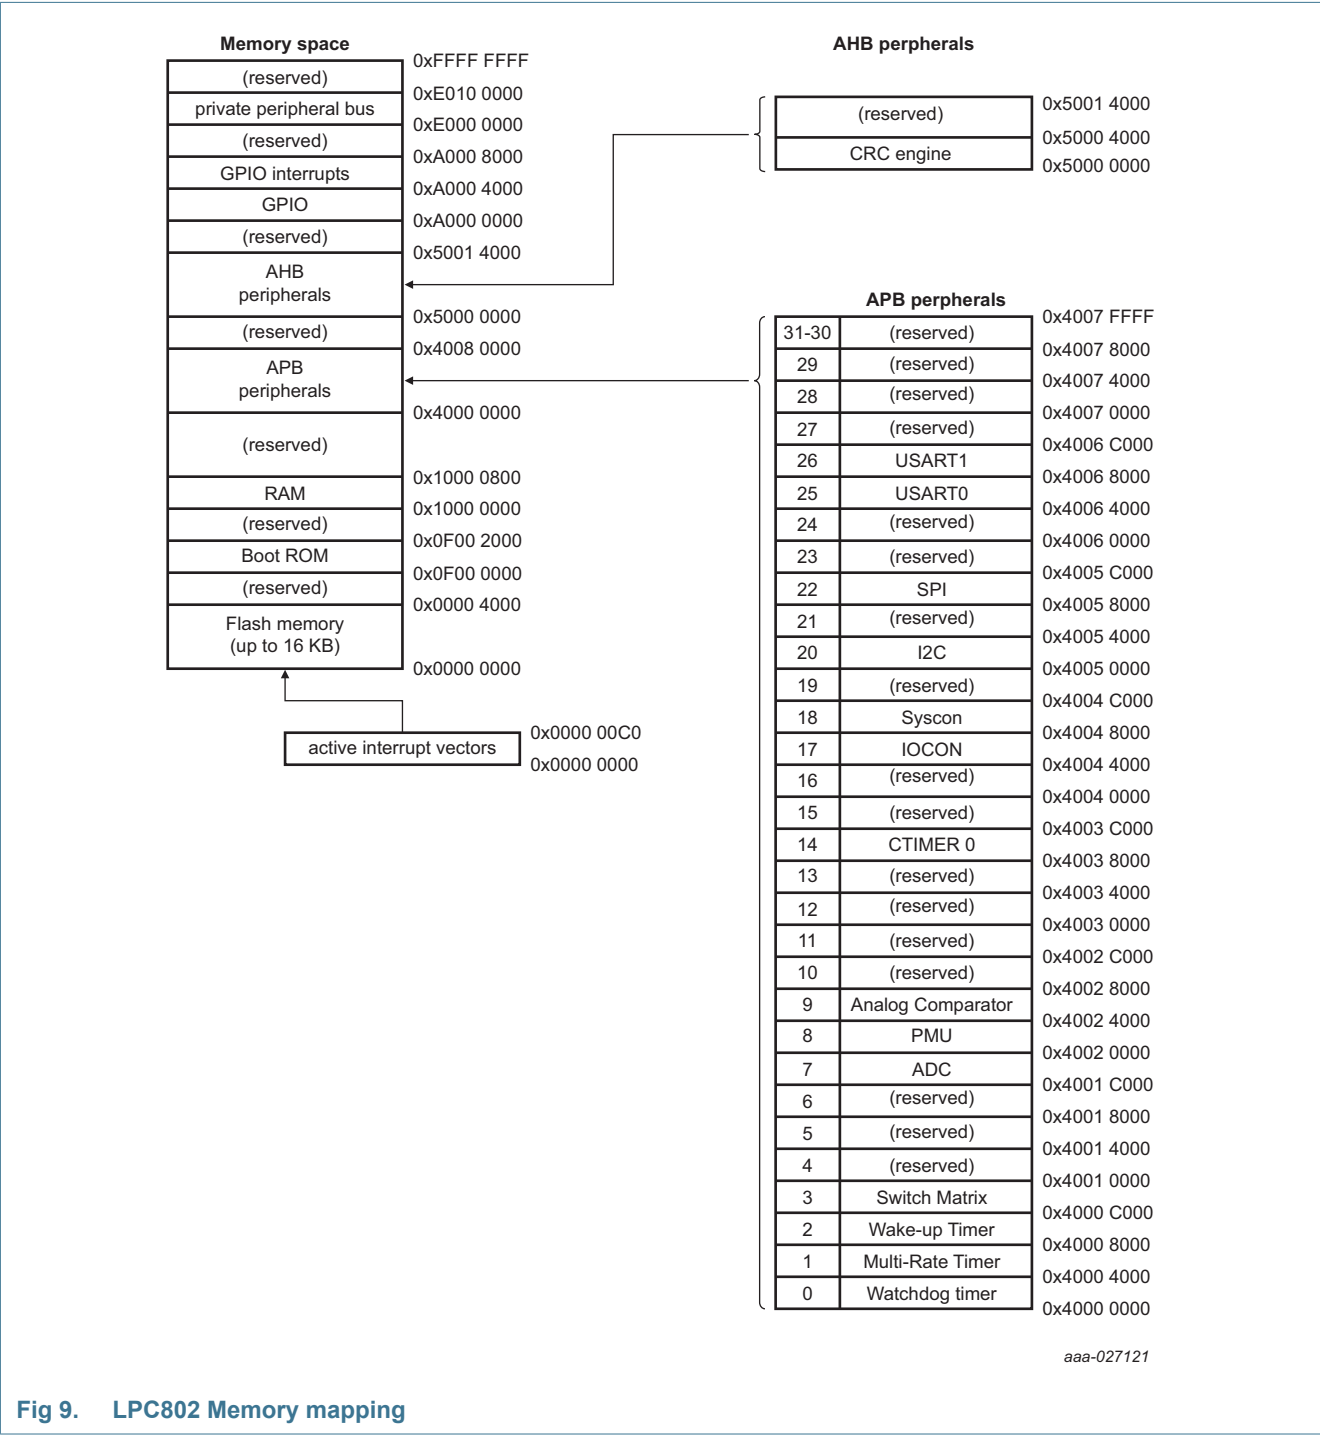 Memory space
0xFFFF FFFF
(reserved)
0xE010 0000
private peripheral bus
0xE000 0000
(reserved)
0xA000 8000
GPIO interrupts
0xA000 4000
GPIO
0xA000 0000
(reserved)
0x5001 4000
AHB
peripherals
0x5000 0000
(reserved)
0x4008 0000
APB
peripherals
0x4000 0000
(reserved)
0x1000 0800
RAM
0x1000 0000
(reserved)
0x0F00 2000
Boot ROM
0x0F00 0000
(reserved)
0x0000 4000
Flash memory
(up to 16 KB)
0x0000 0000
active interrupt vectors
0x0000 00C0
0x0000 0000
AHB perpherals
0x5001 4000
(reserved)
0x5000 4000
CRC engine
0x5000 0000
APB perpherals
0x4007 FFFF
31-30 (reserved)
0x4007 8000
29 (reserved)
0x4007 4000
28 (reserved)
0x4007 0000
27 (reserved)
0x4006 C000
26 USART1
0x4006 8000
25 USART0
0x4006 4000
24 (reserved)
0x4006 0000
23 (reserved)
0x4005 C000
22 SPI
0x4005 8000
21 (reserved)
0x4005 4000
20 I2C
0x4005 0000
19 (reserved)
0x4004 C000
18 Syscon
0x4004 8000
17 IOCON
0x4004 4000
16 (reserved)
0x4004 0000
15 (reserved)
0x4003 C000
14 CTIMER 0
0x4003 8000
13 (reserved)
0x4003 4000
12 (reserved)
0x4003 0000
11 (reserved)
0x4002 C000
10 (reserved)
0x4002 8000
9 Analog Comparator
0x4002 4000
8 PMU
0x4002 0000
7 ADC
0x4001 C000
6 (reserved)
0x4001 8000
5 (reserved)
0x4001 4000
4 (reserved)
0x4001 0000
3 Switch Matrix
0x4000 C000
2 Wake-up Timer
0x4000 8000
1 Multi-Rate Timer
0x4000 4000
0 Watchdog timer
0x4000 0000
aaa-027121
Fig 9. LPC802 Memory mapping